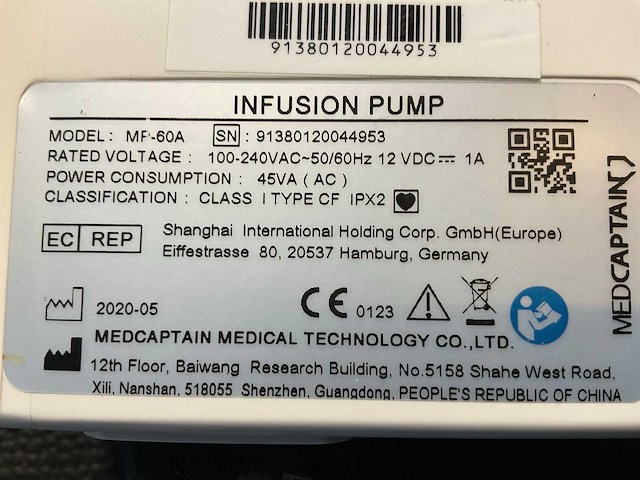 91380120044953
INFUSION PUMP
MODEL: MP-60A SN : 91380120044953
RATED VOLTAGE : 100-240VAC~50/60Hz 12 VDC⎓ 1A
POWER CONSUMPTION : 45VA ( AC )
CLASSIFICATION : CLASS I TYPE CF IPX2
EC REP Shanghai International Holding Corp. GmbH(Europe)
Eiffestrasse 80, 20537 Hamburg, Germany
2020-05 CE 0123
MEDCAPTAIN MEDICAL TECHNOLOGY CO.,LTD.
12th Floor, Baiwang Research Building, No.5158 Shahe West Road,
Xili, Nanshan, 518055 Shenzhen, Guangdong, PEOPLE'S REPUBLIC OF CHINA
MEDCAPTAIN